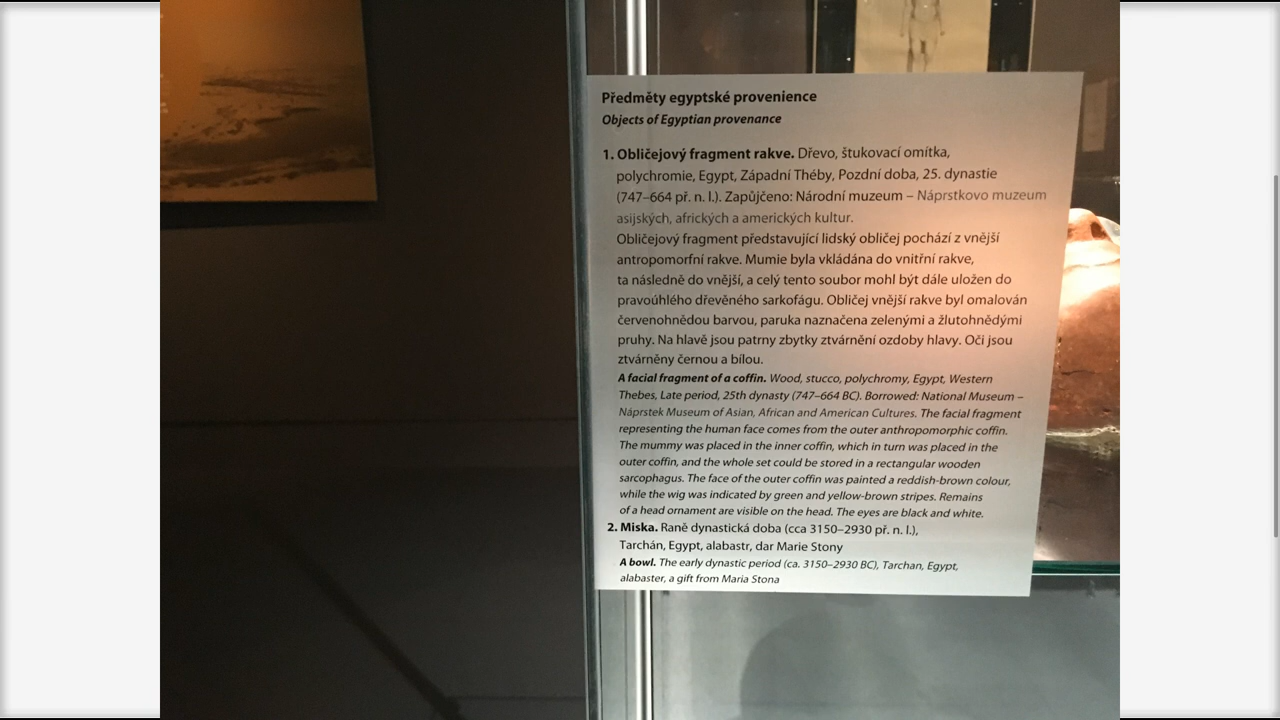 Předměty egyptské provenience
Objects of Egyptian provenance
1. Obličejový fragment rakve. Dřevo, štukovací omítka,
polychromie, Egypt, Západní Théby, Pozdní doba, 25. dynastie
(747–664 př. n. l.). Zapůjčeno: Národní muzeum – Náprstkovo muzeum
asijských, afrických a amerických kultur.
Obličejový fragment představující lidský obličej pochází z vnější
antropomorfní rakve. Mumie byla vkládána do vnitřní rakve,
ta následně do vnější, a celý tento soubor mohl být dále uložen do
pravoúhlého dřevěného sarkofágu. Obličej vnější rakve byl omalován
červenohnědou barvou, paruka naznačena zelenými a žlutohnědými
pruhy. Na hlavě jsou patrny zbytky ztvárnění ozdoby hlavy. Oči jsou
ztvárněny černou a bílou.
A facial fragment of a coffin. Wood, stucco, polychromy, Egypt, Western
Thebes, Late period, 25th dynasty (747–664 BC). Borrowed: National Museum –
Náprstek Museum of Asian, African and American Cultures. The facial fragment
representing the human face comes from the outer anthropomorphic coffin.
The mummy was placed in the inner coffin, which in turn was placed in the
outer coffin, and the whole set could be stored in a rectangular wooden
sarcophagus. The face of the outer coffin was painted a reddish-brown colour,
while the wig was indicated by green and yellow-brown stripes. Remains
of a head ornament are visible on the head. The eyes are black and white.
2. Miska. Raně dynastická doba (cca 3150–2930 př. n. l.),
Tarchán, Egypt, alabastr, dar Marie Stony
A bowl. The early dynastic period (ca. 3150–2930 BC), Tarchan, Egypt,
alabaster, a gift from Maria Stona